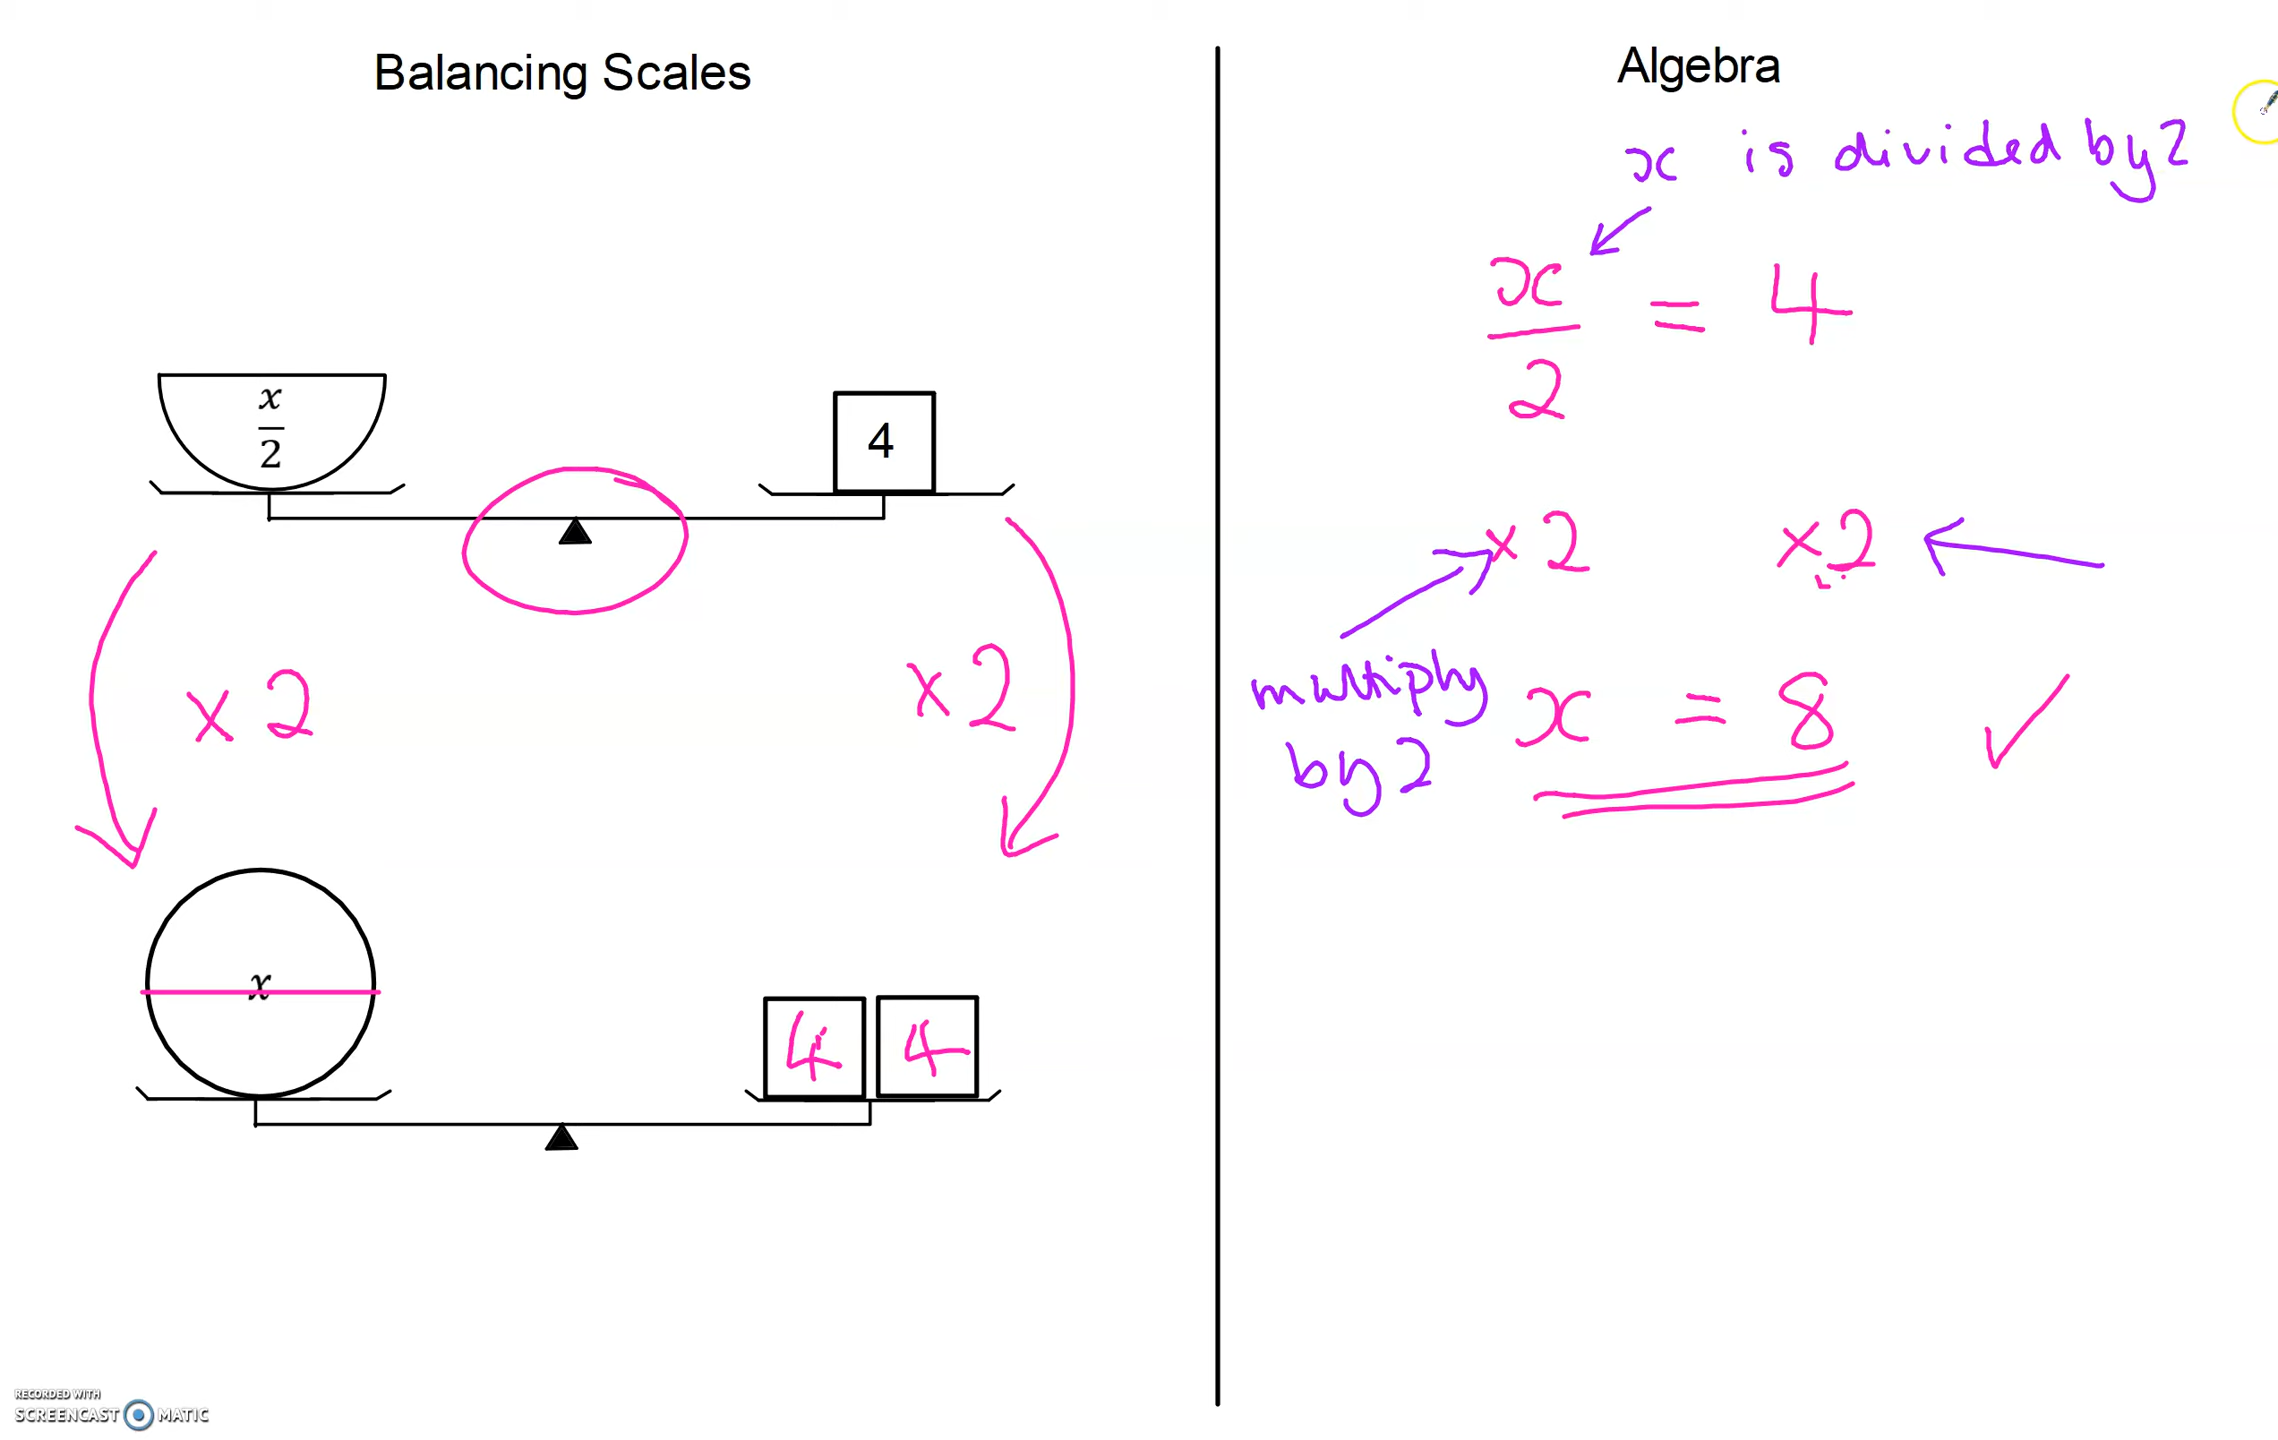 Balancing Scales
x
2
4
× 2
× 2
x
4
4
Algebra
x is divided by 2
x
2
= 4
× 2
× 2
multiply
by 2
x = 8
RECORDED WITH
SCREENCAST MATIC